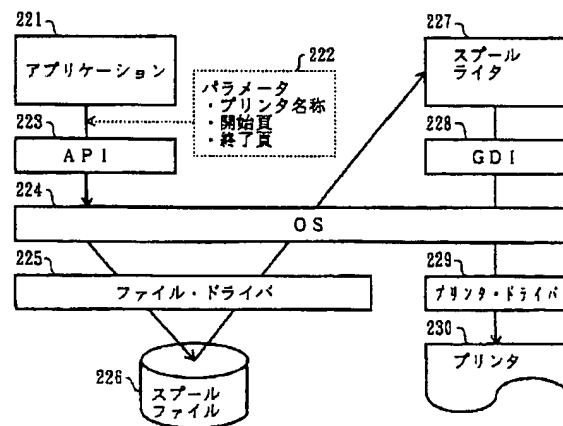 221
アプリケーション
222
パラメータ
・プリンタ名称
・開始頁
・終了頁
223
API
224
OS
225
ファイル・ドライバ
226
スプール
ファイル
227
スプール
ライタ
228
GDI
229
プリンタ・ドライバ
230
プリンタ